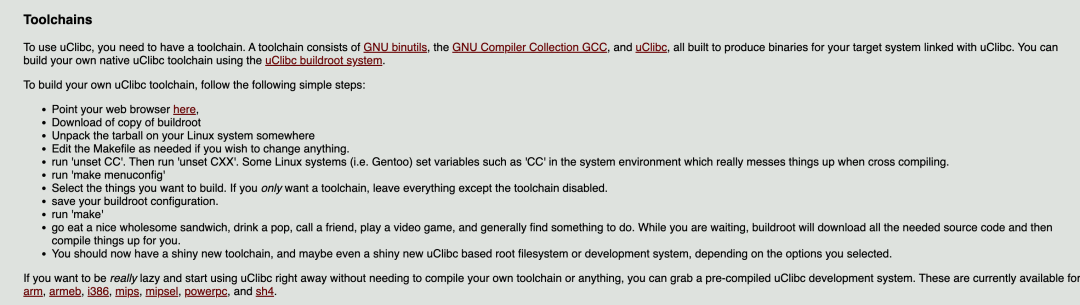 Toolchains
To use uClibc, you need to have a toolchain. A toolchain consists of GNU binutils, the GNU Compiler Collection GCC, and uClibc, all built to produce binaries for your target system linked with uClibc. You can
build your own native uClibc toolchain using the uClibc buildroot system.
To build your own uClibc toolchain, follow the following simple steps:
• Point your web browser here,
• Download of copy of buildroot
• Unpack the tarball on your Linux system somewhere
• Edit the Makefile as needed if you wish to change anything.
• run 'unset CC'. Then run 'unset CXX'. Some Linux systems (i.e. Gentoo) set variables such as 'CC' in the system environment which really messes things up when cross compiling.
• run 'make menuconfig'
• Select the things you want to build. If you only want a toolchain, leave everything except the toolchain disabled.
• save your buildroot configuration.
• run 'make'
• go eat a nice wholesome sandwich, drink a pop, call a friend, play a video game, and generally find something to do. While you are waiting, buildroot will download all the needed source code and then
compile things up for you.
• You should now have a shiny new toolchain, and maybe even a shiny new uClibc based root filesystem or development system, depending on the options you selected.
If you want to be really lazy and start using uClibc right away without needing to compile your own toolchain or anything, you can grab a pre-compiled uClibc development system. These are currently available for
arm, armeb, i386, mips, mipsel, powerpc, and sh4.